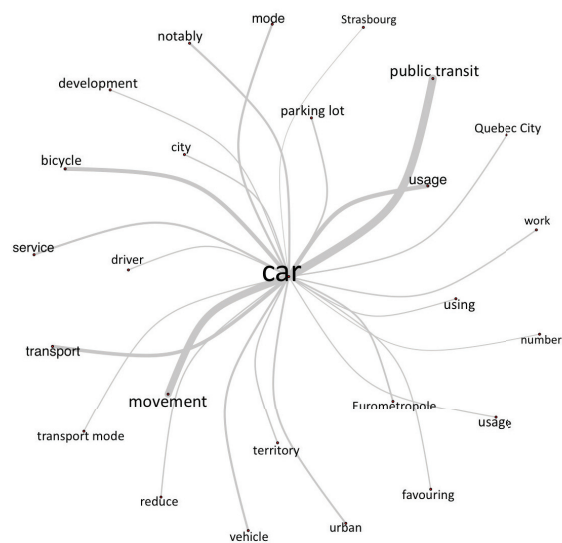 mode
Strasbourg
notably
public transit
development
parking lot
Quebec City
city
bicycle
usage
work
service
driver
car
using
number
transport
movement
Eurométropole
usage
transport mode
territory
reduce
favouring
urban
vehicle